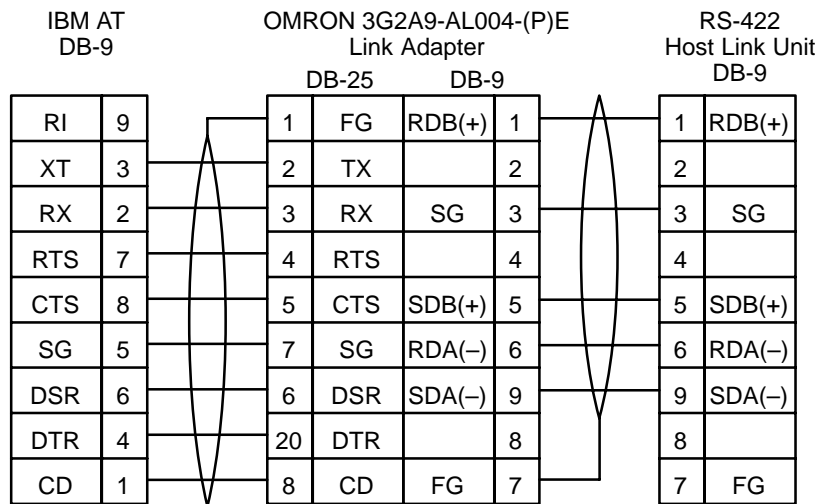 IBM AT
DB-9
OMRON 3G2A9-AL004-(P)E
Link Adapter
DB-25 DB-9
RS-422
Host Link Unit
DB-9
RI 9 1 FG RDB(+) 1 1 RDB(+)
XT 3 2 TX 2 2
RX 2 3 RX SG 3 3 SG
RTS 7 4 RTS 4 4
CTS 8 5 CTS SDB(+) 5 5 SDB(+)
SG 5 7 SG RDA(–) 6 6 RDA(–)
DSR 6 6 DSR SDA(–) 9 9 SDA(–)
DTR 4 20 DTR 8 8
CD 1 8 CD FG 7 7 FG